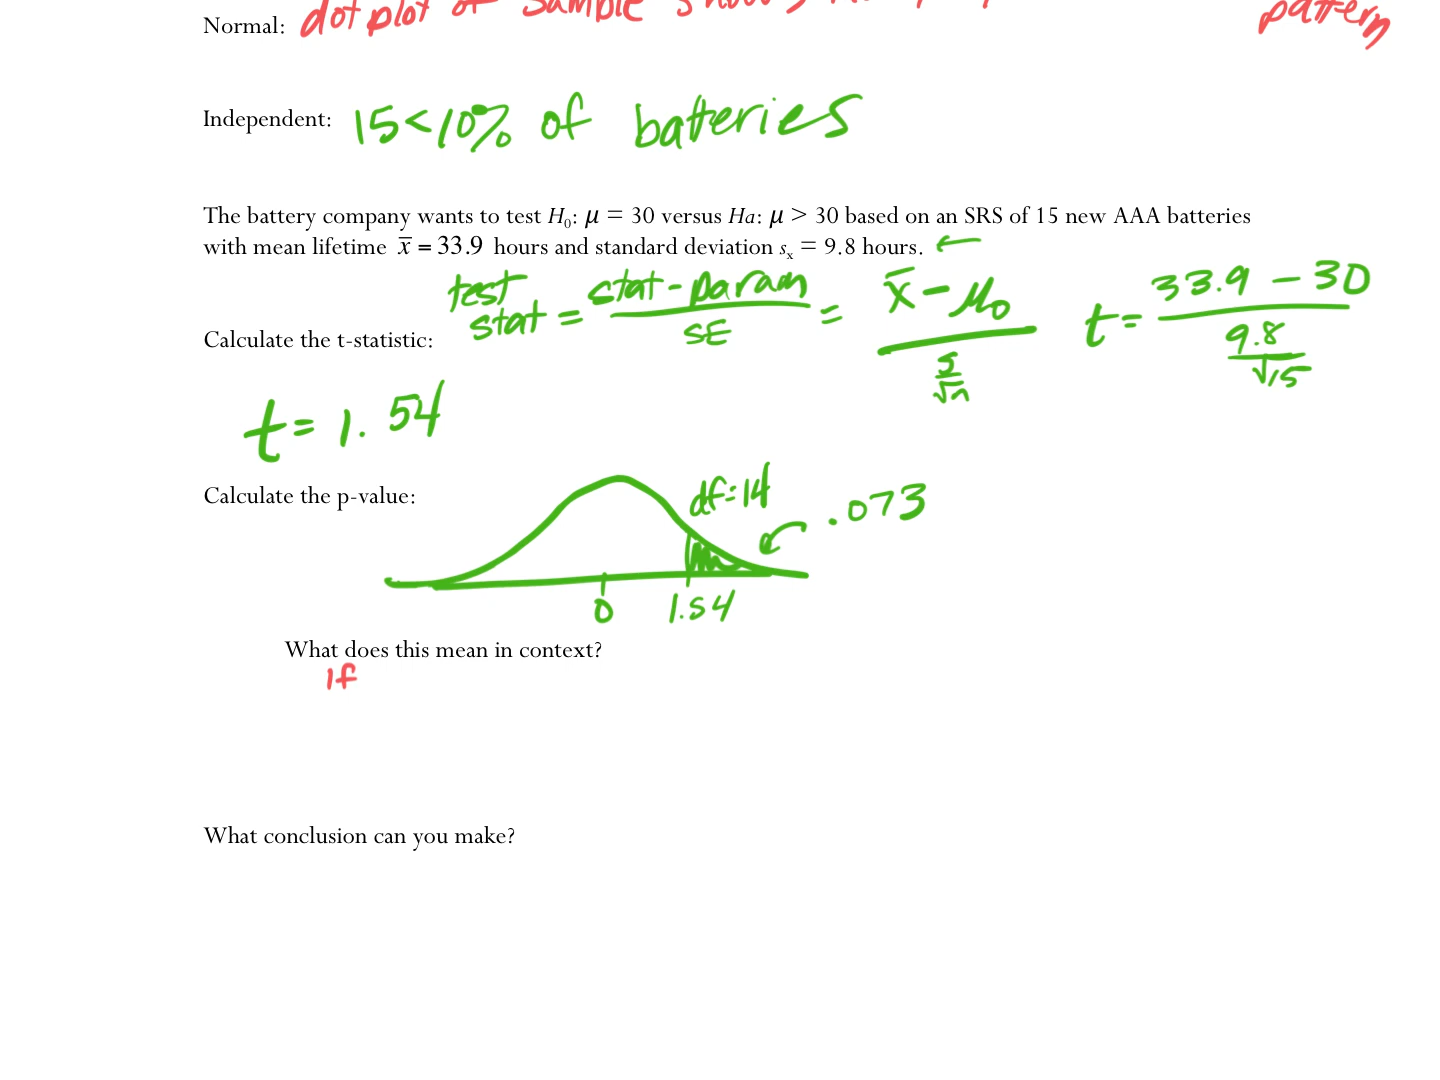 Normal: dot plot of sample pattern
Independent: 15<10% of batteries
The battery company wants to test H₀: μ = 30 versus Ha: μ > 30 based on an SRS of 15 new AAA batteries
with mean lifetime x̄ = 33.9 hours and standard deviation sₓ = 9.8 hours. ←
test stat = stat-param / SE = x̄ - μ₀ / s/√n t = 33.9 - 30 / 9.8/√15
Calculate the t-statistic:
t = 1.54
Calculate the p-value: df=14 .073
0 1.54
What does this mean in context?
If
What conclusion can you make?